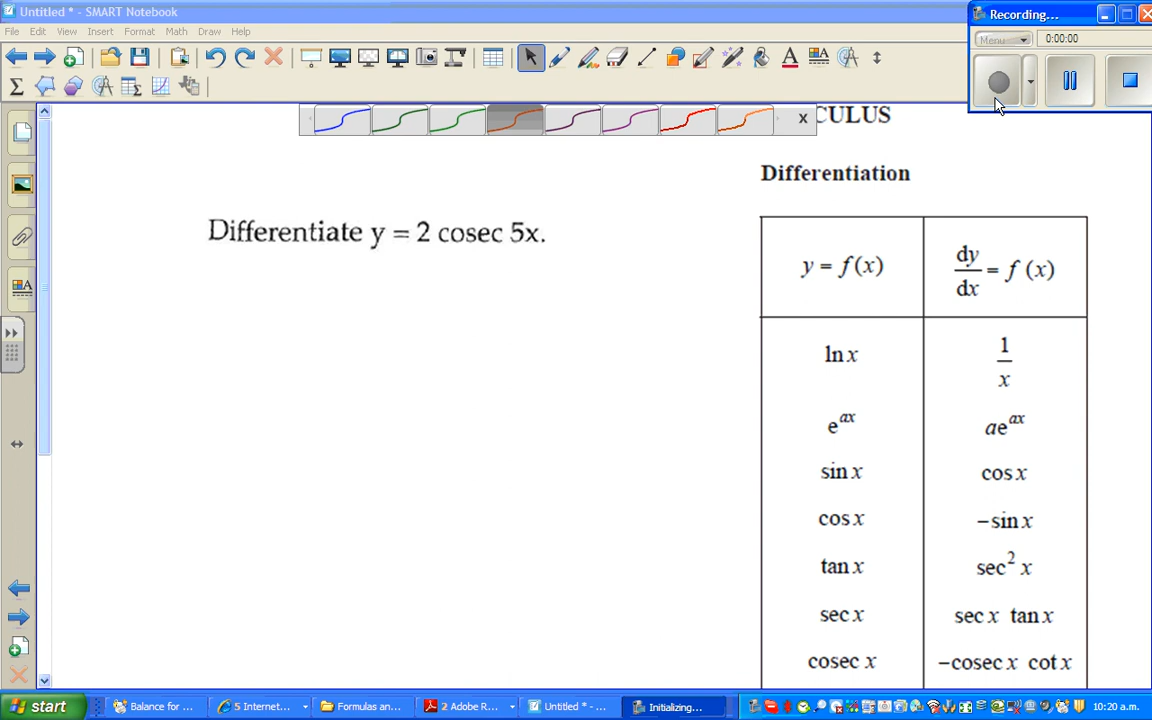 Untitled * - SMART Notebook
Recording...
File Edit View Insert Format Math Draw Help
Menu
0:00:00
x
CULUS
Differentiation
Differentiate y = 2 cosec 5x.
y = f(x)
dy/dx = f (x)
ln x
1/x
e^ax
ae^ax
sin x
cos x
cos x
-sin x
tan x
sec² x
sec x
sec x tan x
cosec x
-cosec x cot x
start
Balance for ...
5 Internet...
Formulas an...
2 Adobe R...
Untitled * - ...
Initializing...
10:20 a.m.